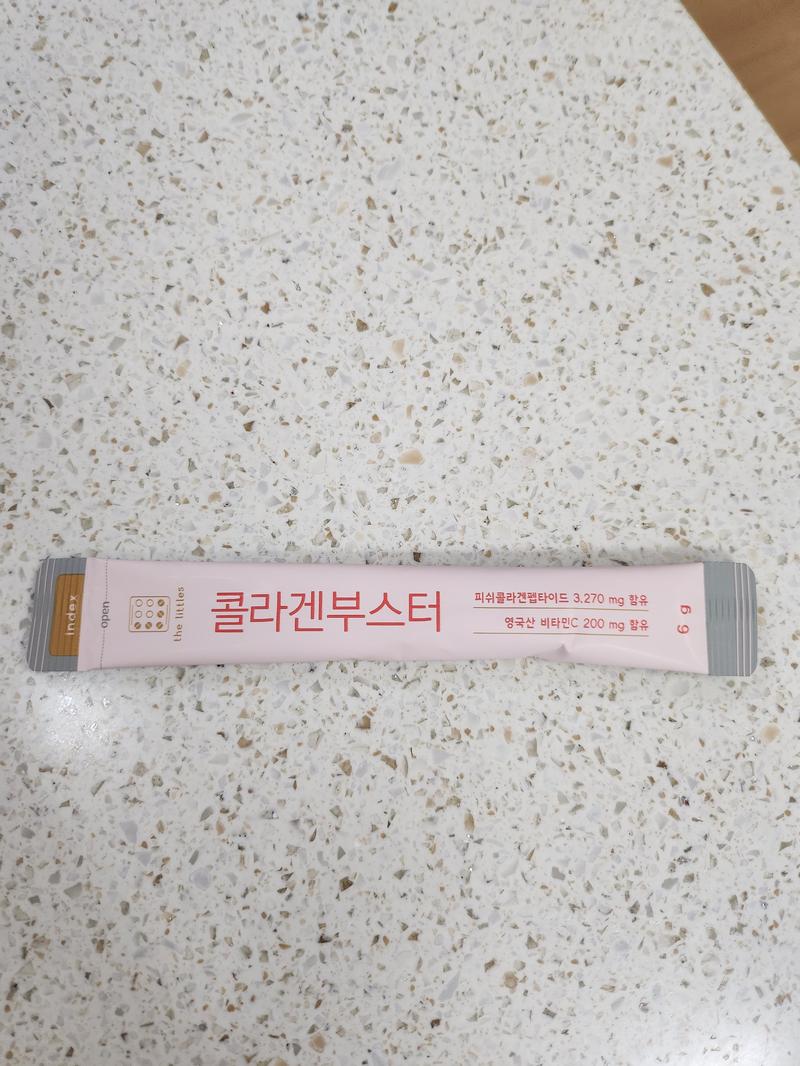 index
open
the littles
콜라겐부스터
피쉬콜라겐펩타이드 3,270 mg 함유
영국산 비타민C 200 mg 함유
6 g